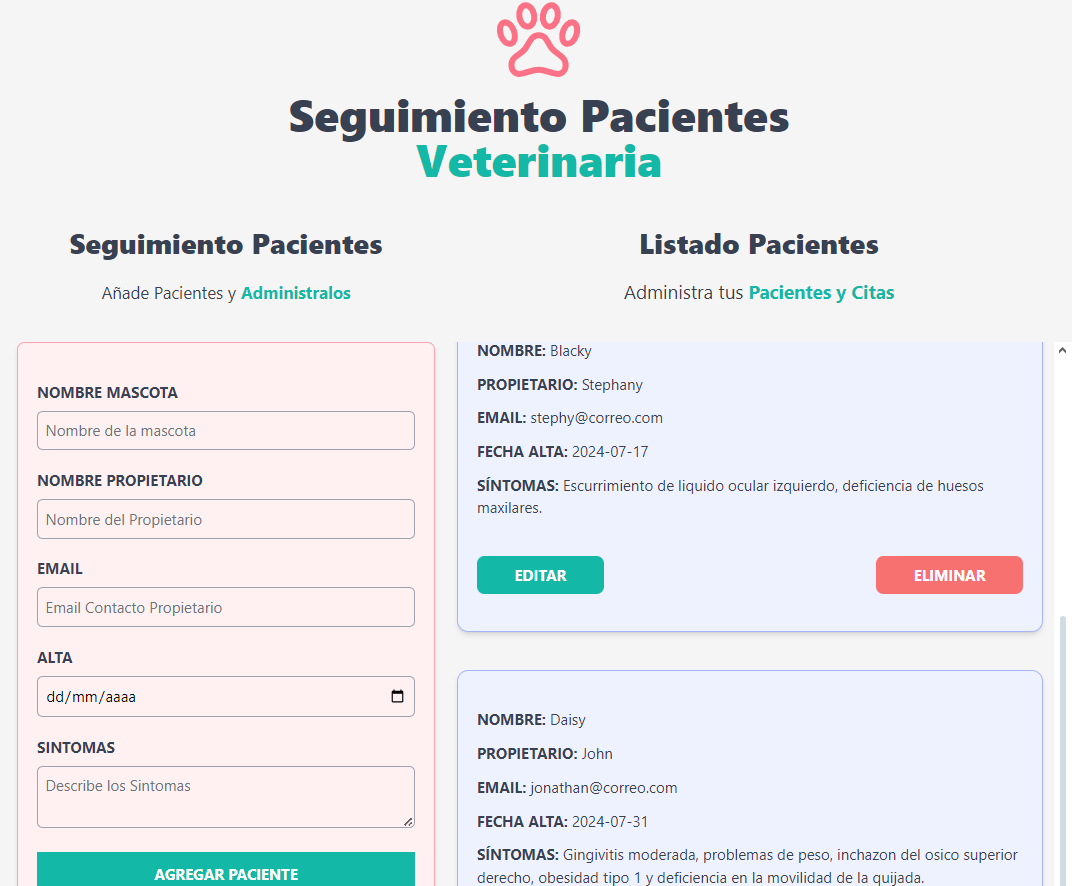 Seguimiento Pacientes
Veterinaria
Seguimiento Pacientes
Añade Pacientes y Administralos
NOMBRE MASCOTA
Nombre de la mascota
NOMBRE PROPIETARIO
Nombre del Propietario
EMAIL
Email Contacto Propietario
ALTA
dd/mm/aaaa
SINTOMAS
Describe los Sintomas
AGREGAR PACIENTE
Listado Pacientes
Administra tus Pacientes y Citas
NOMBRE: Blacky
PROPIETARIO: Stephany
EMAIL: stephy@correo.com
FECHA ALTA: 2024-07-17
SÍNTOMAS: Escurrimiento de liquido ocular izquierdo, deficiencia de huesos
maxilares.
EDITAR
ELIMINAR
NOMBRE: Daisy
PROPIETARIO: John
EMAIL: jonathan@correo.com
FECHA ALTA: 2024-07-31
SÍNTOMAS: Gingivitis moderada, problemas de peso, inchazon del osico superior
derecho, obesidad tipo 1 y deficiencia en la movilidad de la quijada.